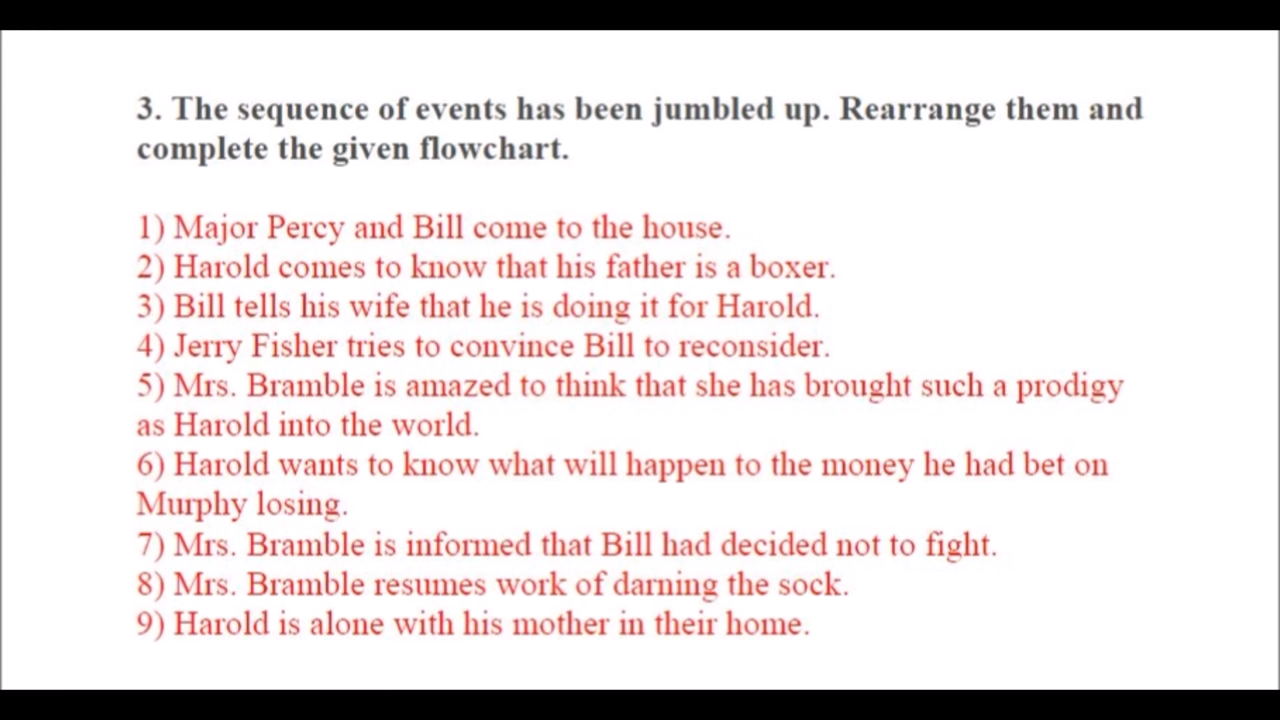 3. The sequence of events has been jumbled up. Rearrange them and
complete the given flowchart.
1) Major Percy and Bill come to the house.
2) Harold comes to know that his father is a boxer.
3) Bill tells his wife that he is doing it for Harold.
4) Jerry Fisher tries to convince Bill to reconsider.
5) Mrs. Bramble is amazed to think that she has brought such a prodigy
as Harold into the world.
6) Harold wants to know what will happen to the money he had bet on
Murphy losing.
7) Mrs. Bramble is informed that Bill had decided not to fight.
8) Mrs. Bramble resumes work of darning the sock.
9) Harold is alone with his mother in their home.